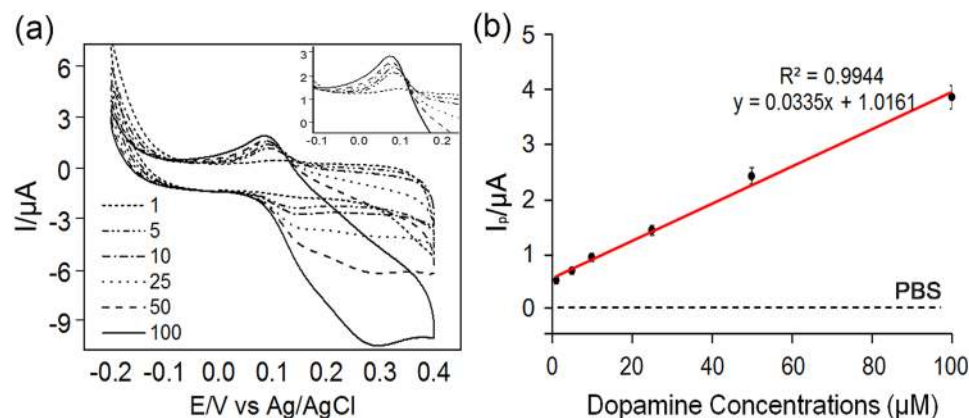 (a)
6
3
0
-3
-6
-9
I/µA
1
5
10
25
50
100
-0.2 -0.1 0.0 0.1 0.2 0.3 0.4
E/V vs Ag/AgCl
3
2
1
0
-0.1 0.0 0.1 0.2
(b)
5
4
3
2
1
0
Iₚ/µA
R² = 0.9944
y = 0.0335x + 1.0161
PBS
0 20 40 60 80 100
Dopamine Concentrations (µM)